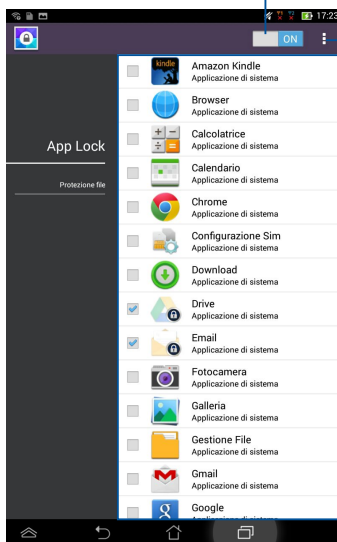 17:23
ON
App Lock
Protezione file
kindle
Amazon Kindle
Applicazione di sistema
Browser
Applicazione di sistema
Calcolatrice
Applicazione di sistema
Calendario
Applicazione di sistema
Chrome
Applicazione di sistema
Configurazione Sim
Applicazione di sistema
Download
Applicazione di sistema
Drive
Applicazione di sistema
Email
Applicazione di sistema
Fotocamera
Applicazione di sistema
Galleria
Applicazione di sistema
Gestione File
Applicazione di sistema
Gmail
Applicazione di sistema
Google
Applicazione di sistema